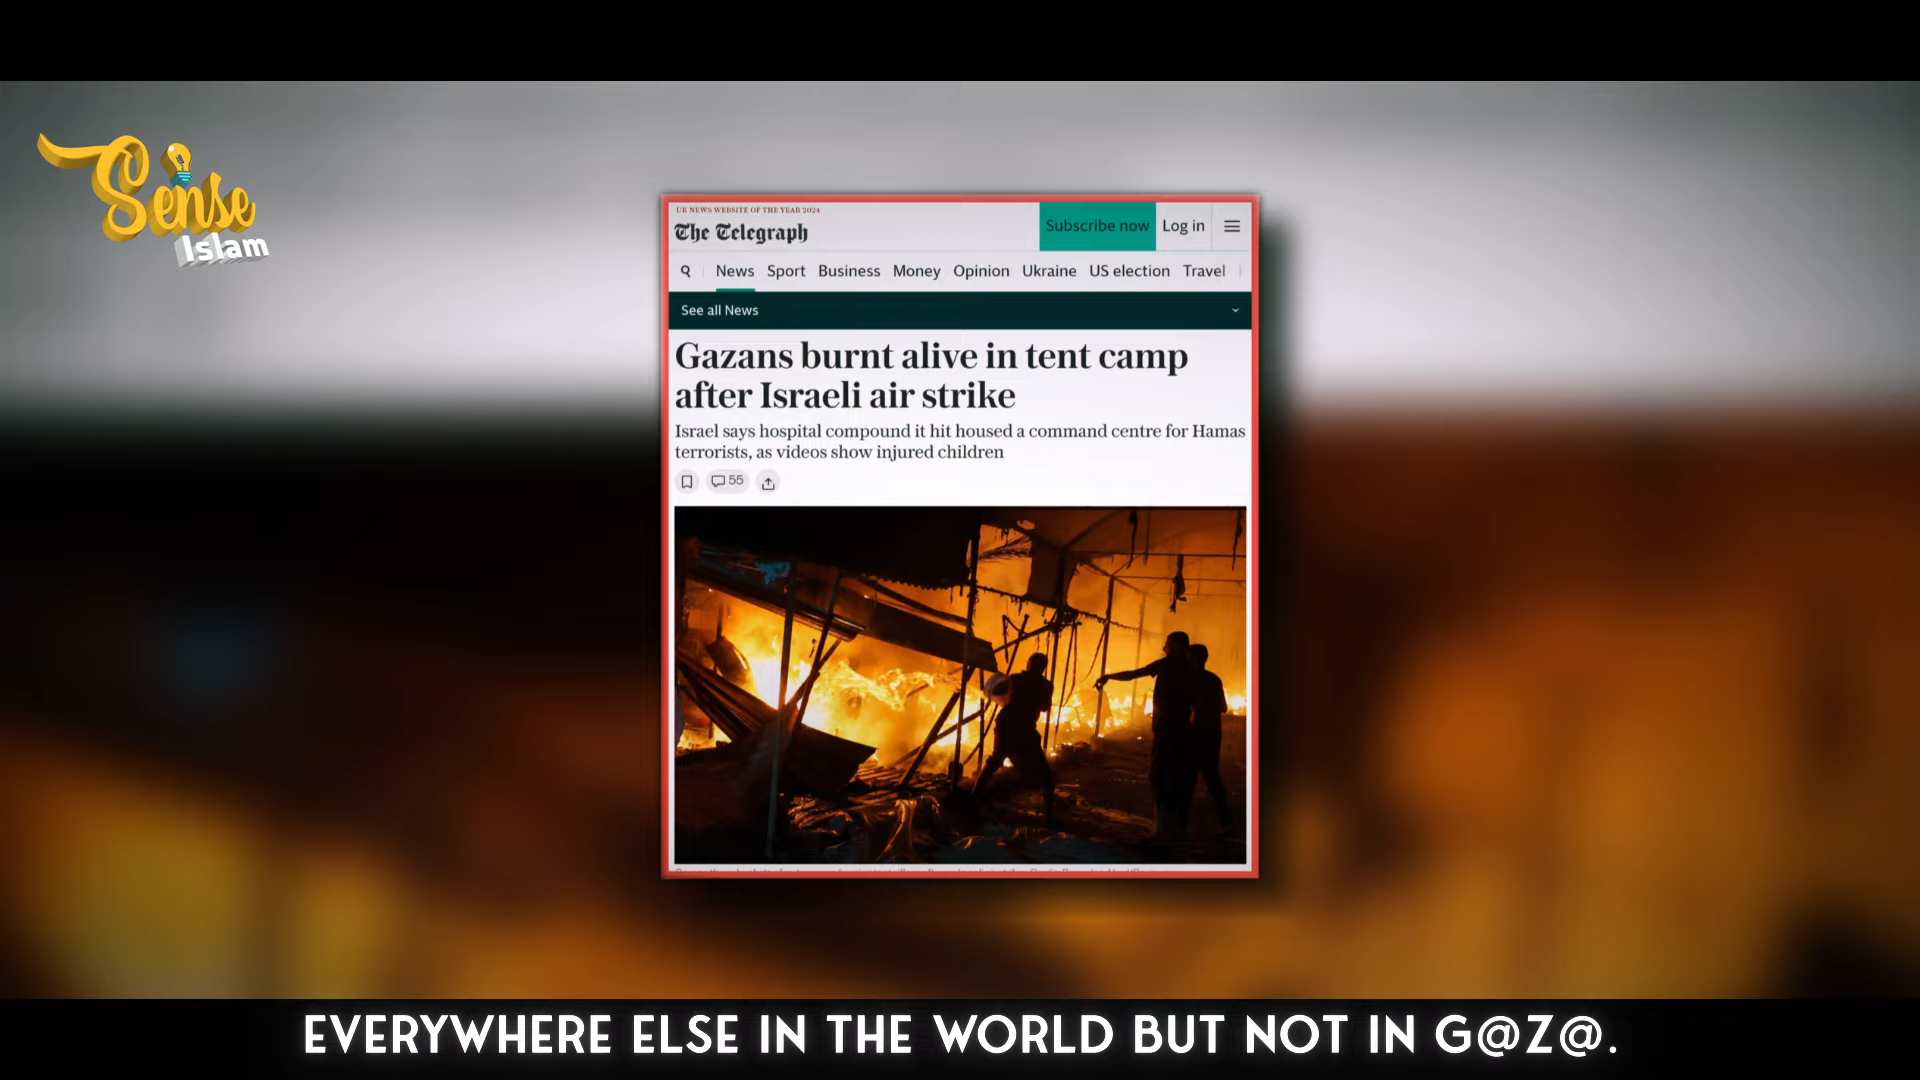 Sense
Islam
UK NEWS WEBSITE OF THE YEAR 2024
The Telegraph
Subscribe now
Log in
News Sport Business Money Opinion Ukraine US election Travel
See all News
Gazans burnt alive in tent camp
after Israeli air strike
Israel says hospital compound it hit housed a command centre for Hamas
terrorists, as videos show injured children
55
EVERYWHERE ELSE IN THE WORLD BUT NOT IN G@Z@.